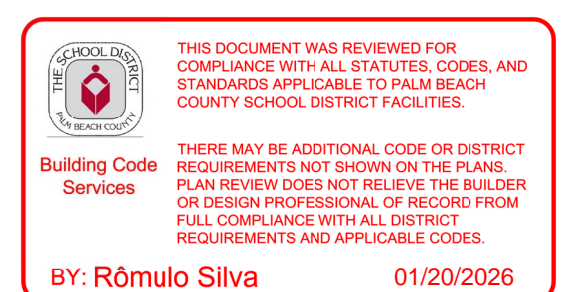 THE SCHOOL DISTRICT
PALM BEACH COUNTY
Building Code
Services
THIS DOCUMENT WAS REVIEWED FOR
COMPLIANCE WITH ALL STATUTES, CODES, AND
STANDARDS APPLICABLE TO PALM BEACH
COUNTY SCHOOL DISTRICT FACILITIES.
THERE MAY BE ADDITIONAL CODE OR DISTRICT
REQUIREMENTS NOT SHOWN ON THE PLANS.
PLAN REVIEW DOES NOT RELIEVE THE BUILDER
OR DESIGN PROFESSIONAL OF RECORD FROM
FULL COMPLIANCE WITH ALL DISTRICT
REQUIREMENTS AND APPLICABLE CODES.
BY: Rômulo Silva 01/20/2026